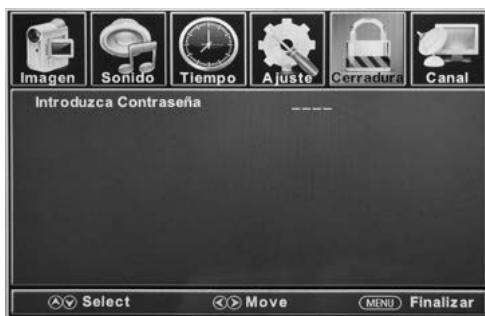 Imagen Sonido Tiempo Ajuste Cerradura Canal
Introduzca Contraseña _ _ _ _
Select Move MENU Finalizar